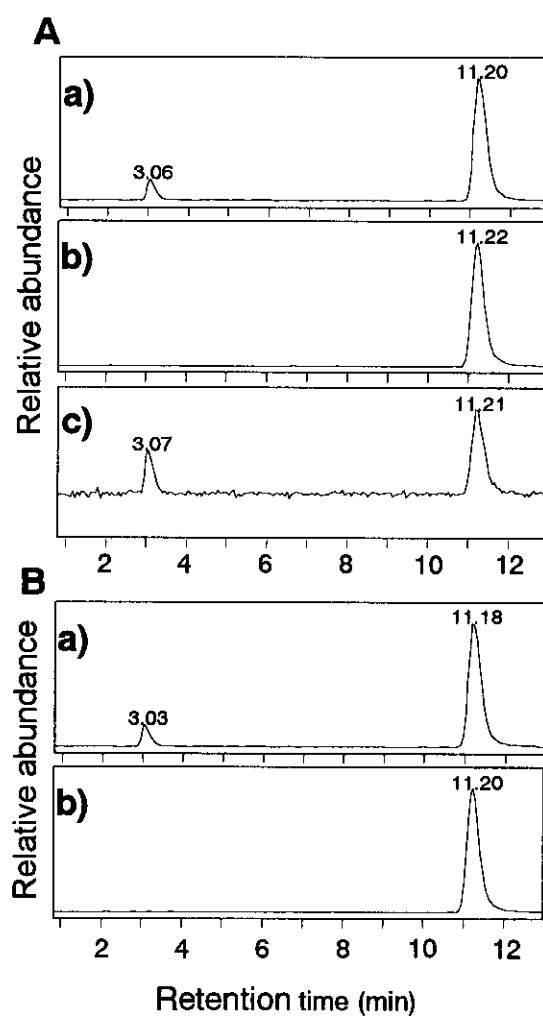 A
a)
3.06
11.20
b)
11.22
c)
3.07
11.21
Relative abundance
2 4 6 8 10 12
B
a)
3.03
11.18
b)
11.20
Relative abundance
2 4 6 8 10 12
Retention time (min)